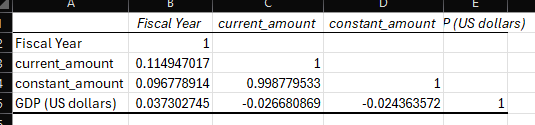 A B C D E
Fiscal Year current_amount constant_amount P (US dollars)
2 Fiscal Year 1
3 current_amount 0.114947017 1
4 constant_amount 0.096778914 0.998779533 1
5 GDP (US dollars) 0.037302745 -0.026680869 -0.024363572 1